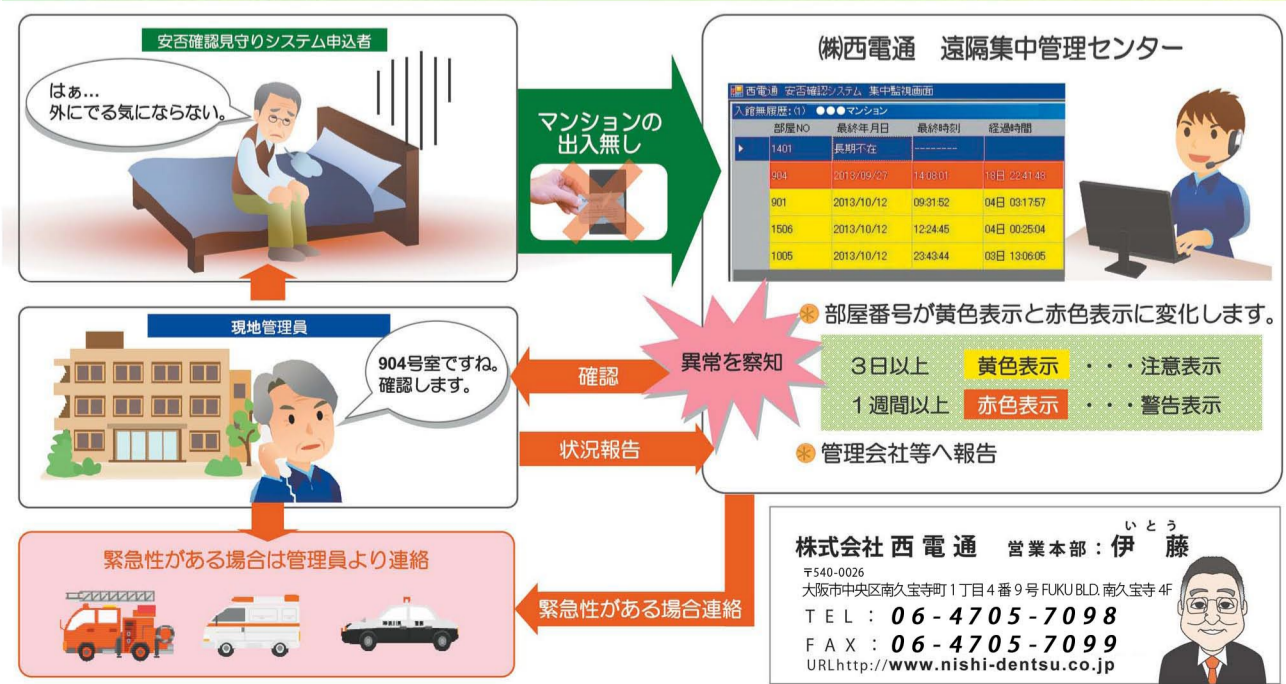 安否確認見守りシステム申込者
はぁ...
外にでる気にならない。
マンションの
出入無し
㈱西電通 遠隔集中管理センター
西電通 安否確認システム 集中監視画面
入館無履歴:(1) ●●●マンション
部屋NO 最終年月日 最終時刻 経過時間
1401 長期不在 --------
904 2013/09/27 14:08:01 18日 22:41:48
901 2013/10/12 09:31:52 04日 03:17:57
1506 2013/10/12 12:24:45 04日 00:25:04
1005 2013/10/12 23:43:44 03日 13:06:05
部屋番号が黄色表示と赤色表示に変化します。
3日以上 黄色表示 ・・・注意表示
1週間以上 赤色表示 ・・・警告表示
管理会社等へ報告
異常を察知
確認
状況報告
現地管理員
904号室ですね。
確認します。
緊急性がある場合は管理員より連絡
緊急性がある場合連絡
いとう
株式会社 西電通 営業本部:伊藤
〒540-0026
大阪市中央区南久宝寺町1丁目4番9号 FUKU BLD. 南久宝寺 4F
TEL:06-4705-7098
FAX:06-4705-7099
URLhttp://www.nishi-dentsu.co.jp